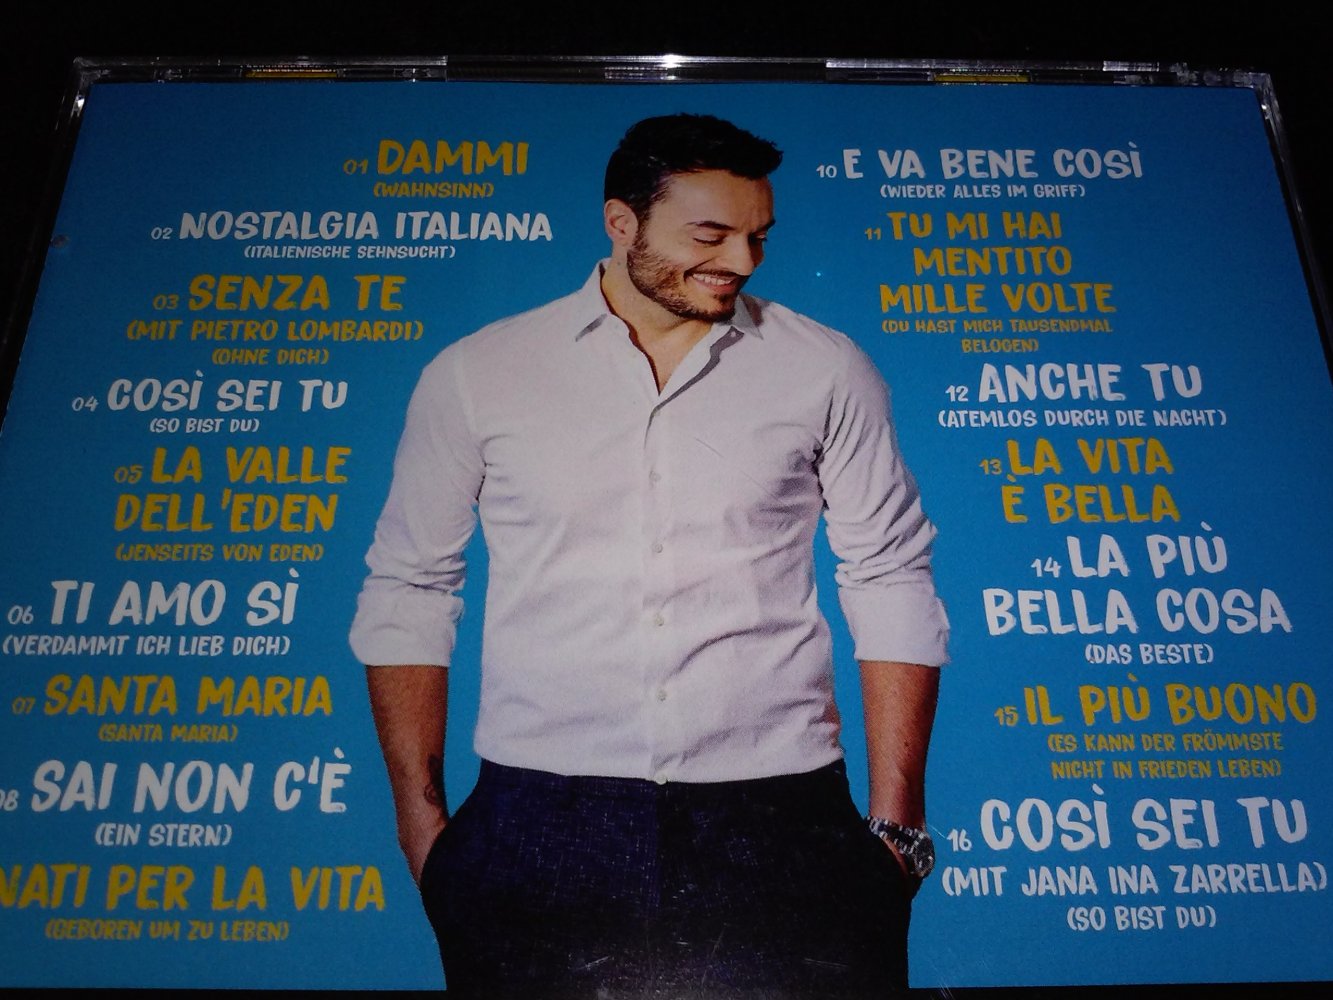 01 DAMMI
(WAHNSINN)
02 NOSTALGIA ITALIANA
(ITALIENISCHE SEHNSUCHT)
03 SENZA TE
(MIT PIETRO LOMBARDI)
(OHNE DICH)
04 COSÌ SEI TU
(SO BIST DU)
05 LA VALLE
DELL'EDEN
(JENSEITS VON EDEN)
06 TI AMO SÌ
(VERDAMMT ICH LIEB DICH)
07 SANTA MARIA
(SANTA MARIA)
08 SAI NON C'È
(EIN STERN)
NATI PER LA VITA
(GEBOREN UM ZU LEBEN)
10 E VA BENE COSÌ
(WIEDER ALLES IM GRIFF)
11 TU MI HAI
MENTITO
MILLE VOLTE
(DU HAST MICH TAUSENDMAL
BELOGEN)
12 ANCHE TU
(ATEMLOS DURCH DIE NACHT)
13 LA VITA
È BELLA
14 LA PIÙ
BELLA COSA
(DAS BESTE)
15 IL PIÙ BUONO
(ES KANN DER FRÖMMSTE
NICHT IN FRIEDEN LEBEN)
16 COSÌ SEI TU
(MIT JANA INA ZARRELLA)
(SO BIST DU)